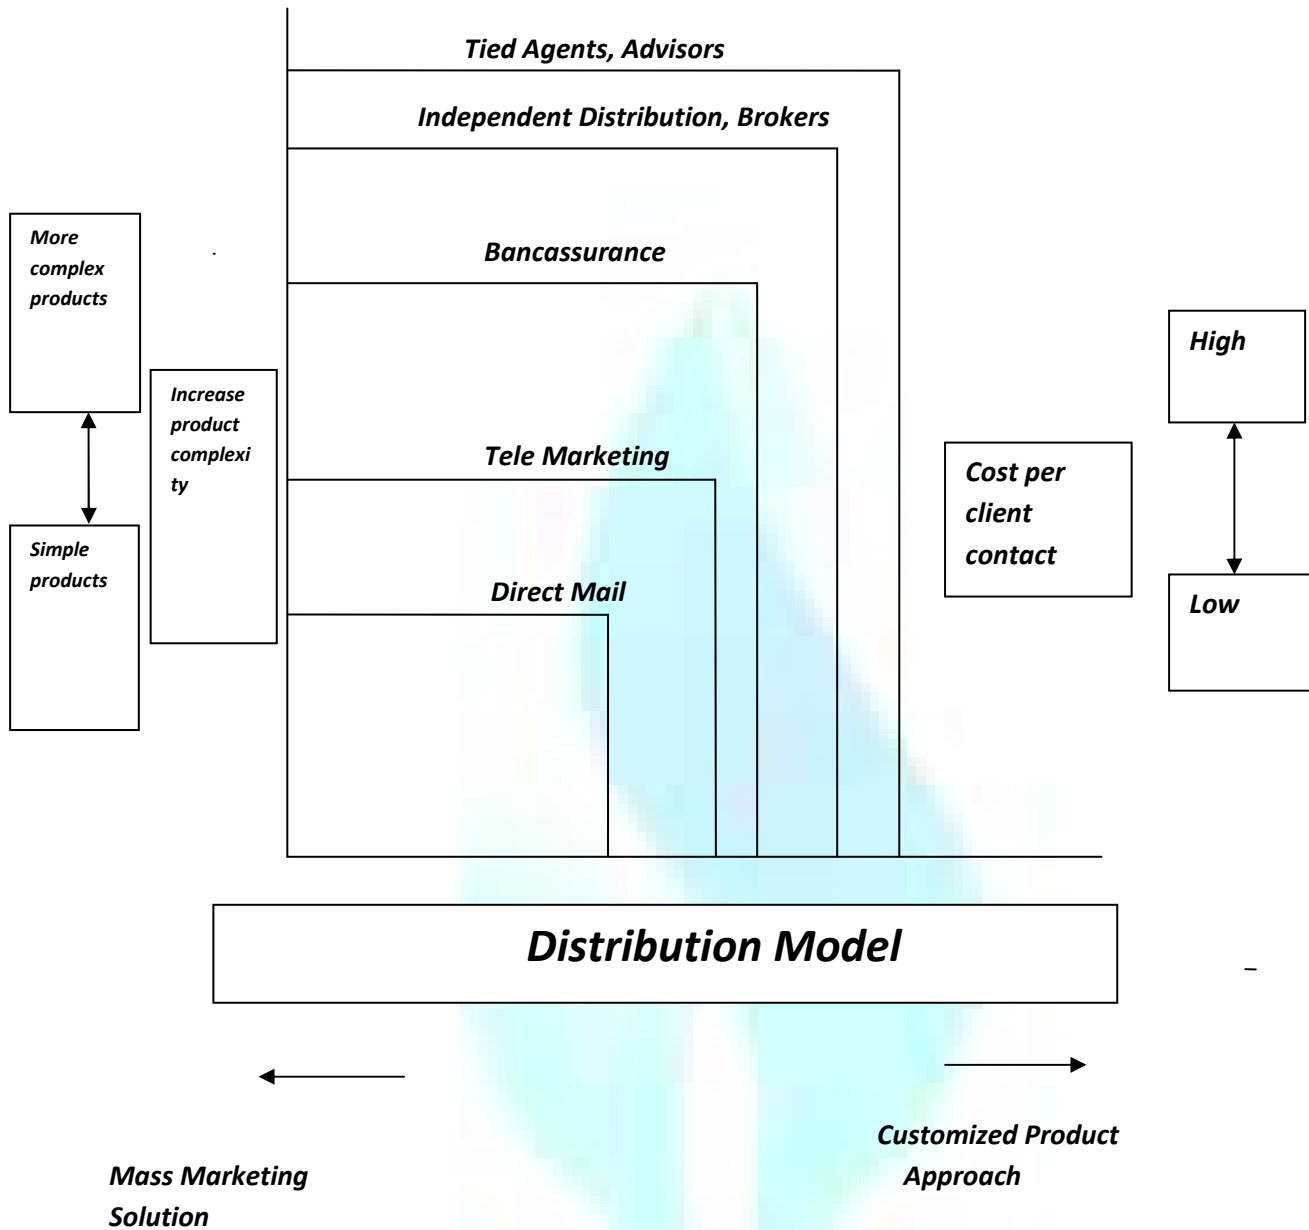 Tied Agents, Advisors
Independent Distribution, Brokers
More
complex
products
Bancassurance
High
Increase
product
complexi
ty
Tele Marketing
Cost per
client
contact
Simple
products
Direct Mail
Low
Distribution Model
Customized Product
Approach
Mass Marketing
Solution